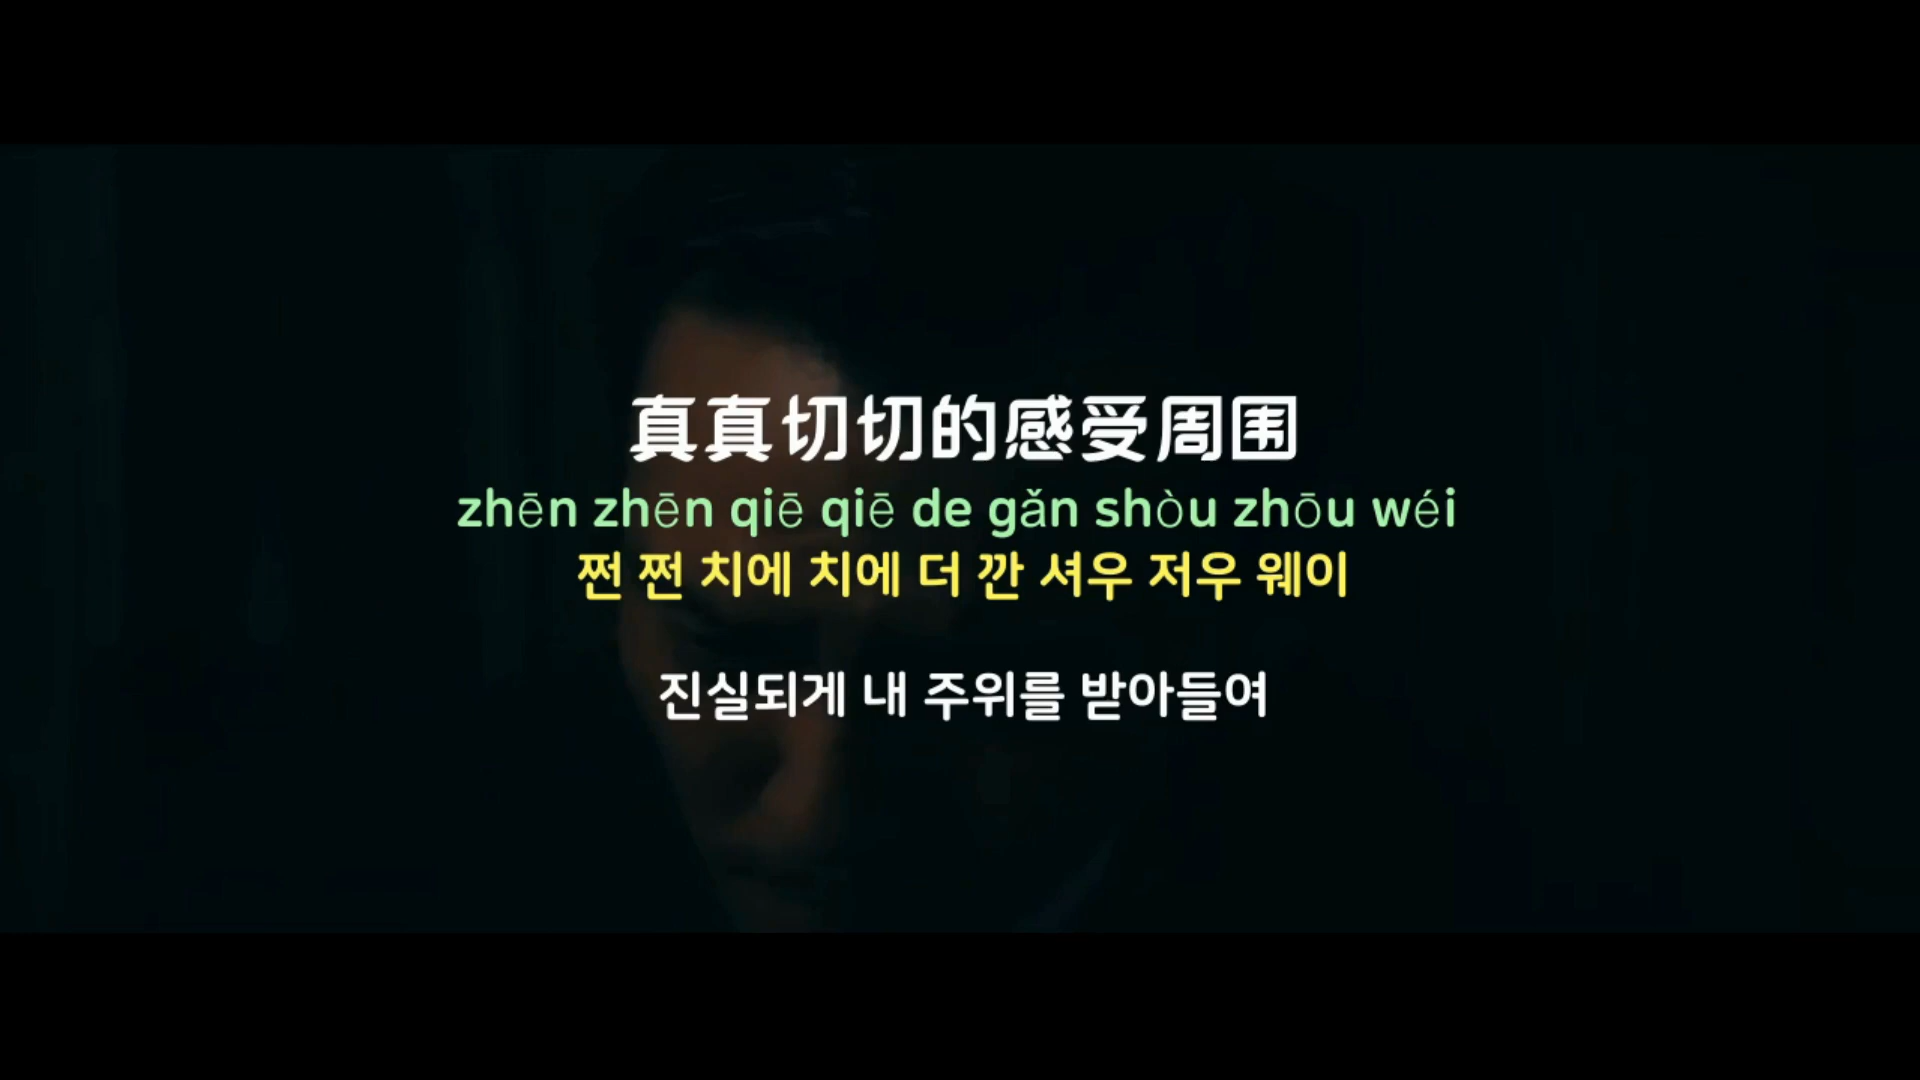 真真切切的感受周围
zhēn zhēn qiē qiē de gǎn shòu zhōu wéi
쩐 쩐 치에 치에 더 깐 셔우 저우 웨이
진실되게 내 주위를 받아들여